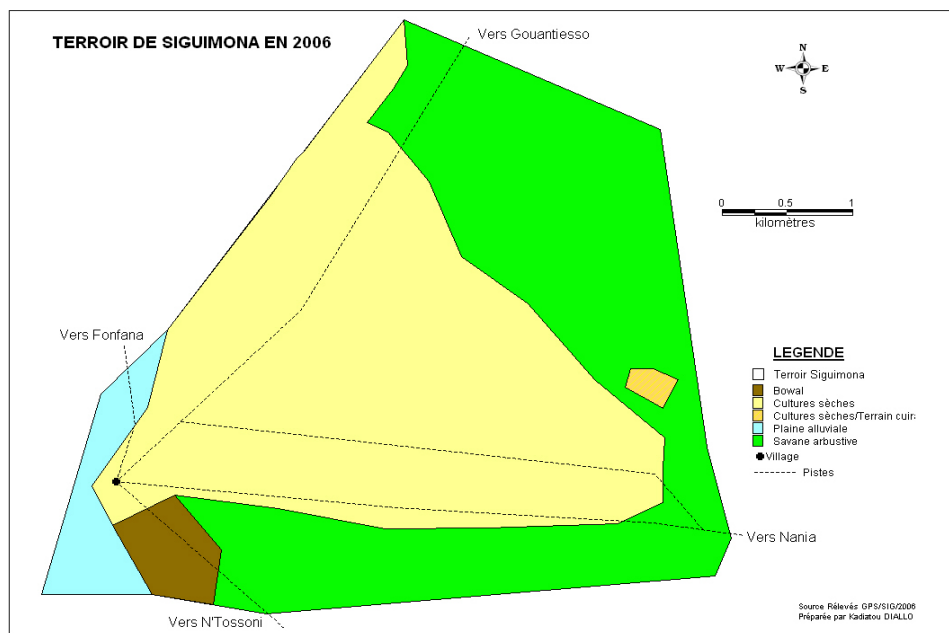 TERROIR DE SIGUIMONA EN 2006
Vers Gouantiesso
N
W E
S
0 0.5 1
kilomètres
Vers Fonfana
LEGENDE
Terroir Siguimona
Bowal
Cultures sèches
Cultures sèches/Terrain cuir
Plaine alluviale
Savane arbustive
Village
Pistes
Vers Nania
Vers N'Tossoni
Source Rélevés GPS/SIG/2006
Préparée par Kadiatou DIALLO